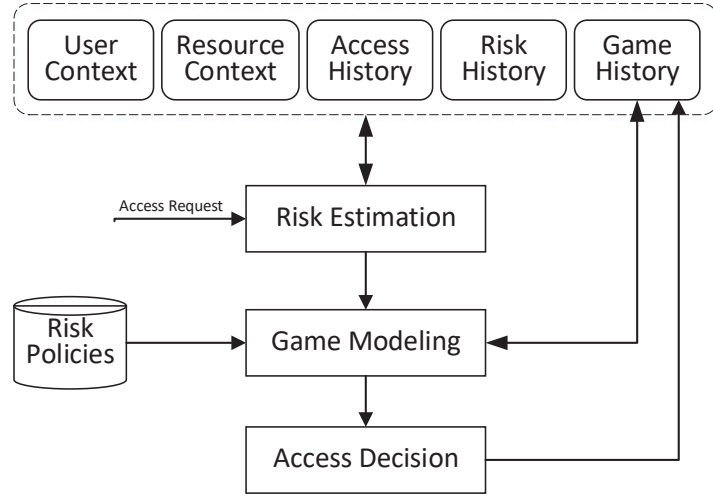 User
Context
Resource
Context
Access
History
Risk
History
Game
History
Access Request
Risk Estimation
Risk
Policies
Game Modeling
Access Decision